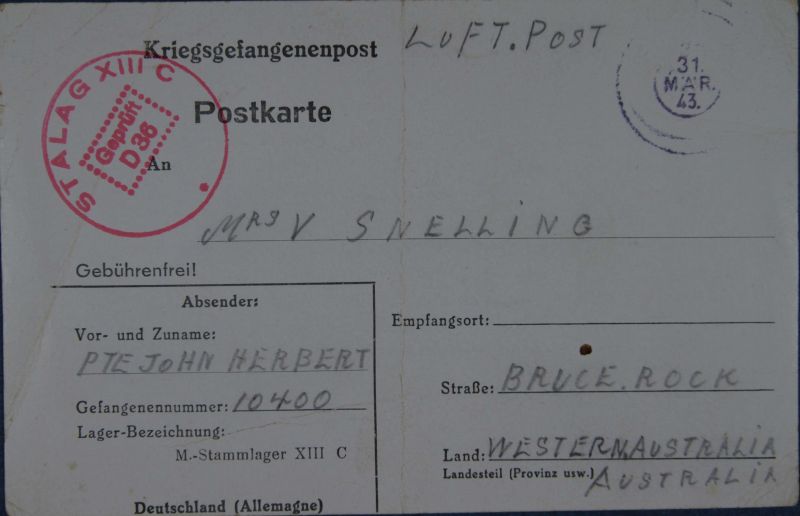 Kriegsgefangenenpost
LUFT.POST
STALAG XIII C
Geprüft
D 36
31.
MAR.
43.
Postkarte
An
MRS V SNELLING
Gebührenfrei!
Absender:
Vor- und Zuname:
PTE JOHN HERBERT
Gefangenennummer: 10400
Lager-Bezeichnung:
M.-Stammlager XIII C
Deutschland (Allemagne)
Empfangsort:
Straße: BRUCE.ROCK
Land: WESTERN.AUSTRALIA
Landesteil (Provinz usw.) AUSTRALIA